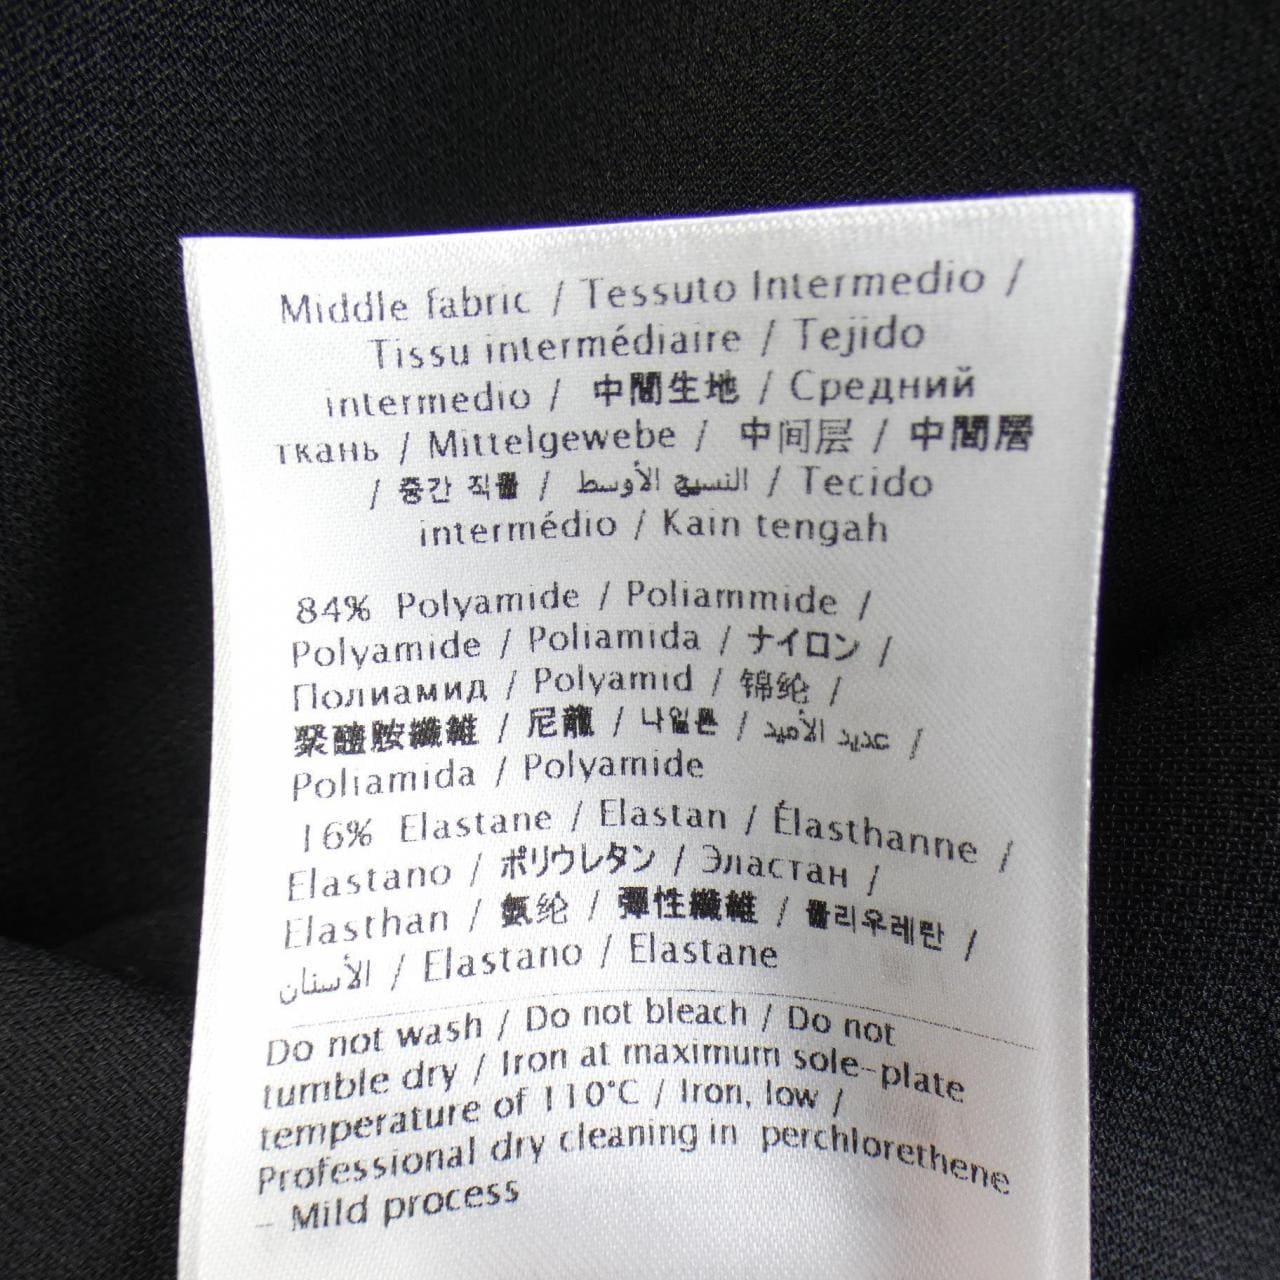 Middle fabric / Tessuto Intermedio /
Tissu intermédiaire / Tejido
intermedio / 中間生地 / Средний
ткань / Mittelgewebe / 中间层 / 中間層
/ 중간 직물 / النسيج الأوسط / Tecido
intermédio / Kain tengah
84% Polyamide / Poliammide /
Polyamide / Poliamida / ナイロン /
Полиамид / Polyamid / 锦纶 /
聚醯胺纖維 / 尼龍 / 나일론 / عديد الأميد /
Poliamida / Polyamide
16% Elastane / Elastan / Élasthanne /
Elastano / ポリウレタン / Эластан /
Elasthan / 氨纶 / 彈性纖維 / 폴리우레탄 /
الأستان / Elastano / Elastane
Do not wash / Do not bleach / Do not
tumble dry / Iron at maximum sole-plate
temperature of 110°C / Iron, low /
Professional dry cleaning in perchlorethene
- Mild process